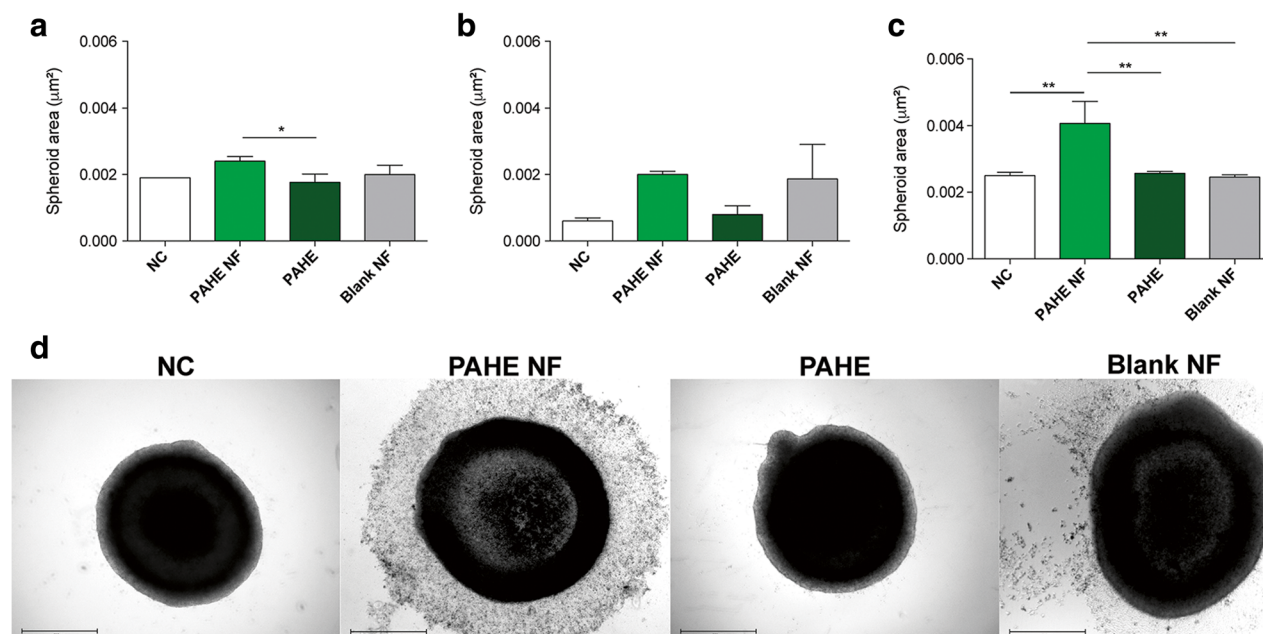 a
0.006
0.004
0.002
0.000
Spheroid area (μm²)
*
NC
PAHE NF
PAHE
Blank NF
b
0.006
0.004
0.002
0.000
Spheroid area (μm²)
NC
PAHE NF
PAHE
Blank NF
c
0.006
0.004
0.002
0.000
Spheroid area (μm²)
**
**
**
NC
PAHE NF
PAHE
Blank NF
d
NC
PAHE NF
PAHE
Blank NF